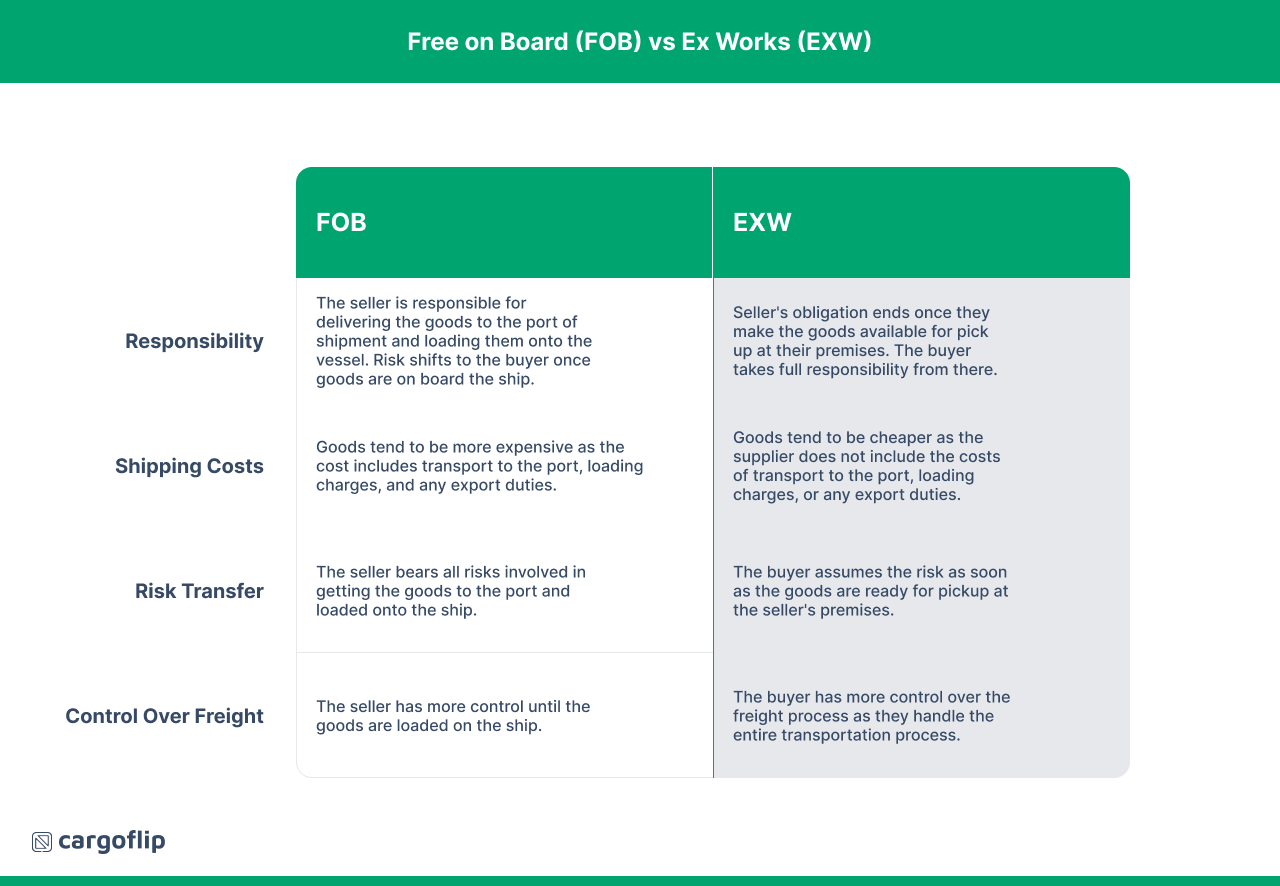 Free on Board (FOB) vs Ex Works (EXW)
FOB
EXW
Responsibility
The seller is responsible for
delivering the goods to the port of
shipment and loading them onto the
vessel. Risk shifts to the buyer once
goods are on board the ship.
Seller's obligation ends once they
make the goods available for pick
up at their premises. The buyer
takes full responsibility from there.
Shipping Costs
Goods tend to be more expensive as the
cost includes transport to the port, loading
charges, and any export duties.
Goods tend to be cheaper as the
supplier does not include the costs
of transport to the port, loading
charges, or any export duties.
Risk Transfer
The seller bears all risks involved in
getting the goods to the port and
loaded onto the ship.
The buyer assumes the risk as soon
as the goods are ready for pickup at
the seller's premises.
Control Over Freight
The seller has more control until the
goods are loaded on the ship.
The buyer has more control over the
freight process as they handle the
entire transportation process.
cargoflip